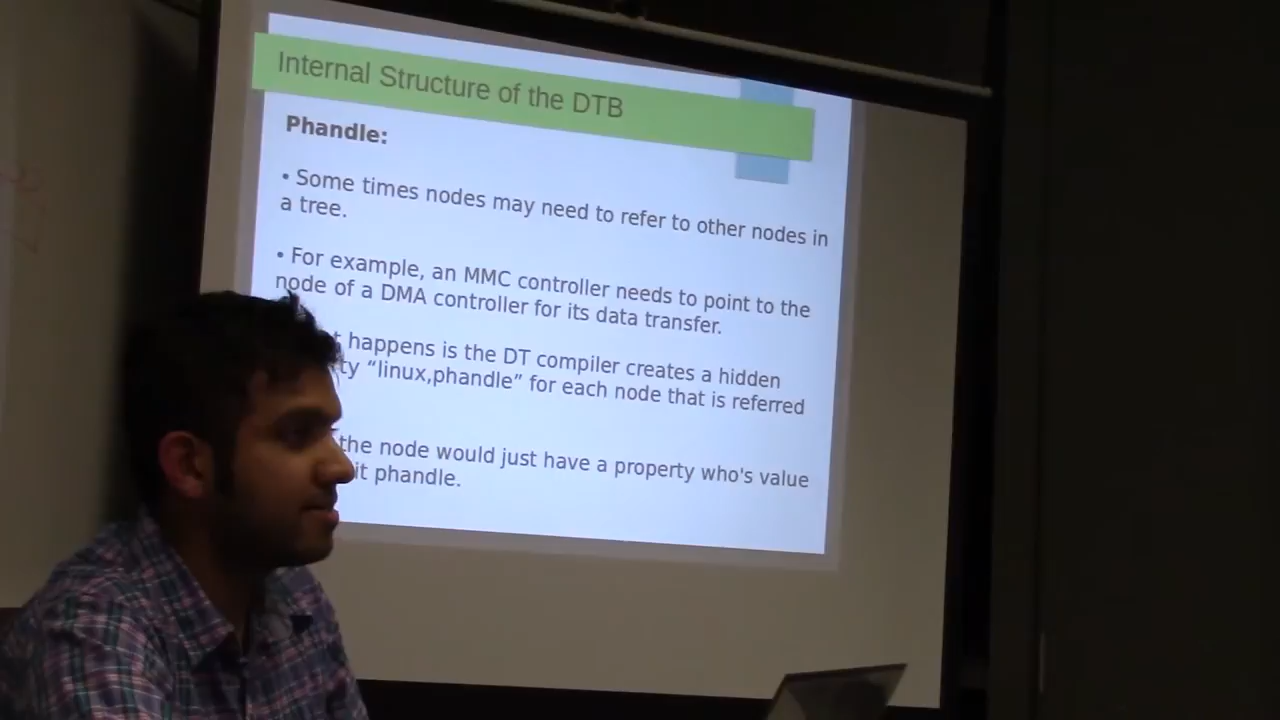 Internal Structure of the DTB
Phandle:
• Some times nodes may need to refer to other nodes in
a tree.
• For example, an MMC controller needs to point to the
node of a DMA controller for its data transfer.
happens is the DT compiler creates a hidden
“linux,phandle” for each node that is referred
the node would just have a property who's value
phandle.